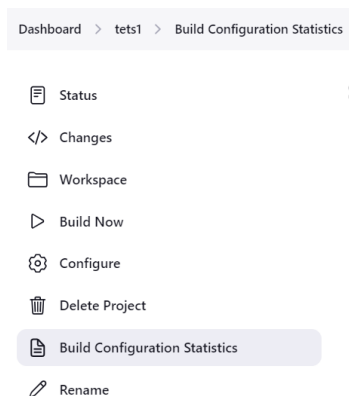 Dashboard > tets1 > Build Configuration Statistics
Status
Changes
Workspace
Build Now
Configure
Delete Project
Build Configuration Statistics
Rename